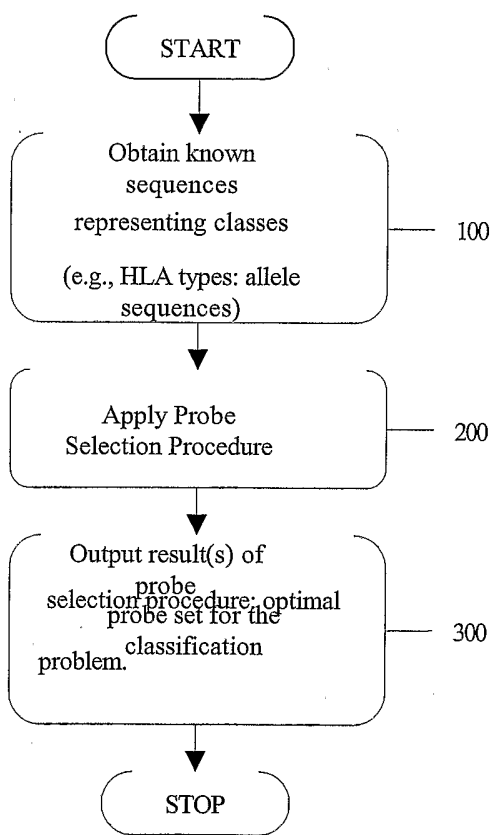 START
Obtain known
sequences
representing classes
(e.g., HLA types: allele
sequences)
100
Apply Probe
Selection Procedure
200
Output result(s) of
probe
selection procedure: optimal
probe set for the
classification
problem.
300
STOP